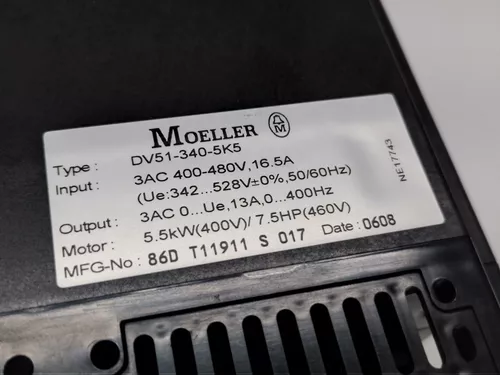 MOELLER
Type : DV51-340-5K5
Input : 3AC 400-480V,16.5A
(Ue:342...528V±0%,50/60Hz)
Output : 3AC 0...Ue,13A,0...400Hz
Motor : 5.5kW(400V)/ 7.5HP(460V)
MFG-No : 86D T11911 S 017 Date : 0608
NE17743